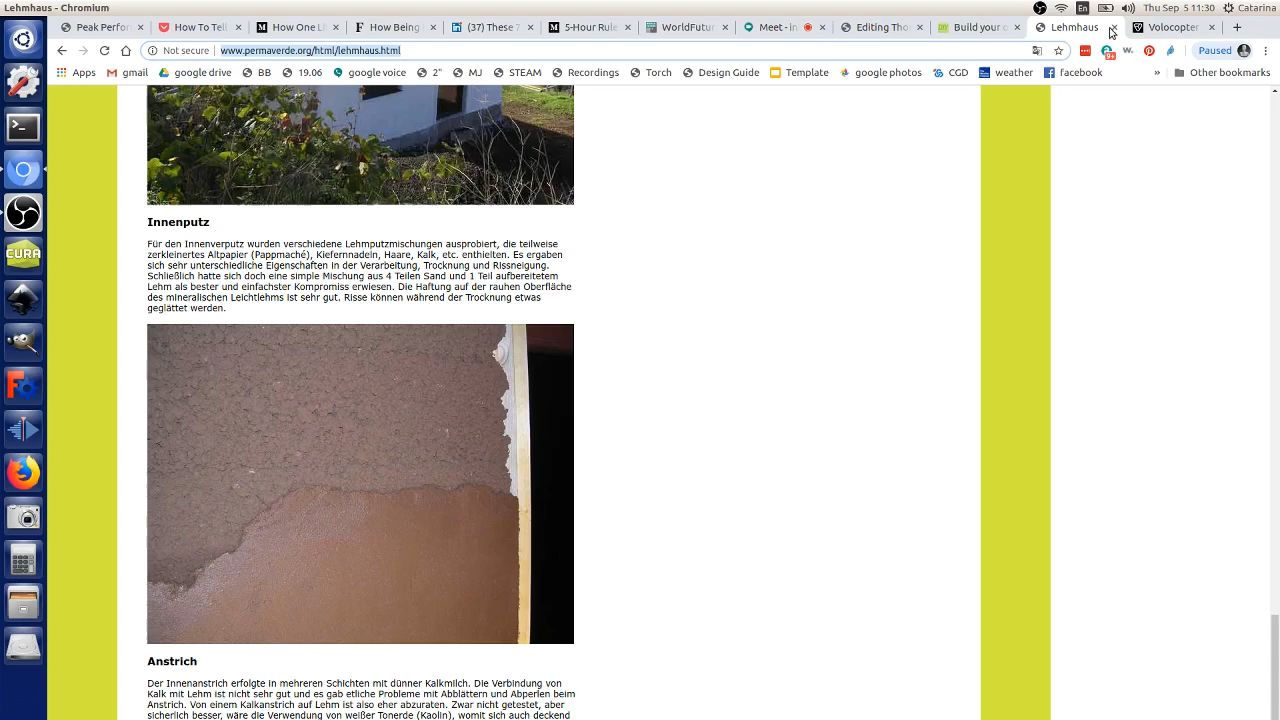 Lehmhaus - Chromium
En
Thu Sep 5 11:30
Catarina
Peak Perfor
How To Tell
How One Li
How Being
(3) These 7
5-Hour Rule
WorldFutu
Meet - in
Editing Tho
Build your o
Lehmhaus
Volocopter
Not secure
www.permaverde.org/html/lehmhaus.html
9+
Paused
Apps
gmail
google drive
BB
19.06
google voice
2"
MJ
TEAM
Recordings
Torch
Design Guide
Template
google photos
CGD
weather
facebook
»
Other bookmarks
CURA
Innenputz
Für den Innenverputz wurden verschiedene Lehmputzmischungen ausprobiert, die teilweise
zerkleinertes Altpapier (Pappmaché), Kiefernnadeln, Haare, Kalk, etc. enthielten. Es ergaben
sich sehr unterschiedliche Eigenschaften in der Verarbeitung, Trocknung und Rissneigung.
Schließlich hatte sich doch eine simple Mischung aus 4 Teilen Sand und 1 Teil aufbereitetem
Lehm als bester und einfachster Kompromiss erwiesen. Die Haftung auf der rauhen Oberfläche
des mineralischen Leichtlehms ist sehr gut. Risse können während der Trocknung etwas
geglättet werden.
Anstrich
Der Innenanstrich erfolgte in mehreren Schichten mit dünner Kalkmilch. Die Verbindung von
Kalk mit Lehm ist nicht sehr gut und es gab etliche Probleme mit Abblättern und Abperlen beim
Anstrich. Von einem Kalkanstrich auf Lehm ist also eher abzuraten. Zwar nicht getestet, aber
sicherlich besser, wäre die Verwendung von weißer Tonerde (Kaolin), womit sich auch deckend